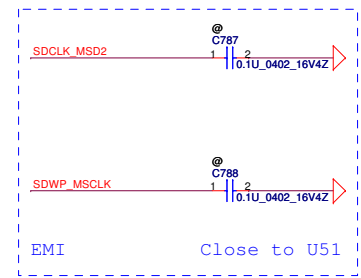 @
C787
SDCLK_MSD2
1 2
0.1U_0402_16V4Z
@
C788
SDWP_MSCLK
1 2
0.1U_0402_16V4Z
EMI Close to U51